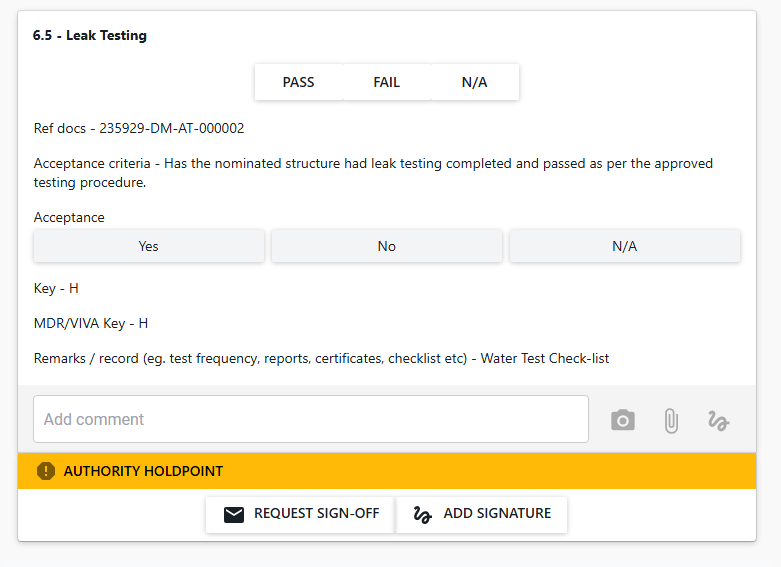 6.5 - Leak Testing
PASS FAIL N/A
Ref docs - 235929-DM-AT-000002
Acceptance criteria - Has the nominated structure had leak testing completed and passed as per the approved
testing procedure.
Acceptance
Yes No N/A
Key - H
MDR/VIVA Key - H
Remarks / record (eg. test frequency, reports, certificates, checklist etc) - Water Test Check-list
Add comment
AUTHORITY HOLDPOINT
REQUEST SIGN-OFF ADD SIGNATURE